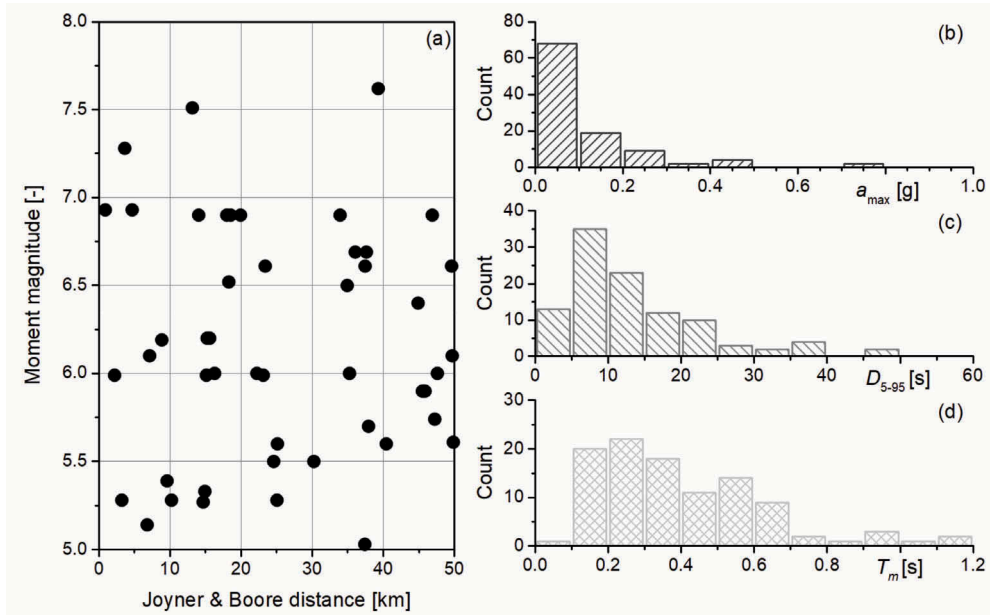 (a)
Moment magnitude [-]
8.0
7.5
7.0
6.5
6.0
5.5
5.0
0 10 20 30 40 50
Joyner & Boore distance [km]
(b)
Count
80
60
40
20
0
0.0 0.2 0.4 0.6 0.8 1.0
a max [g]
(c)
Count
40
30
20
10
0
0 10 20 30 40 50 60
D 5-95 [s]
(d)
Count
30
20
10
0
0.0 0.2 0.4 0.6 0.8 1.0 1.2
T m [s]